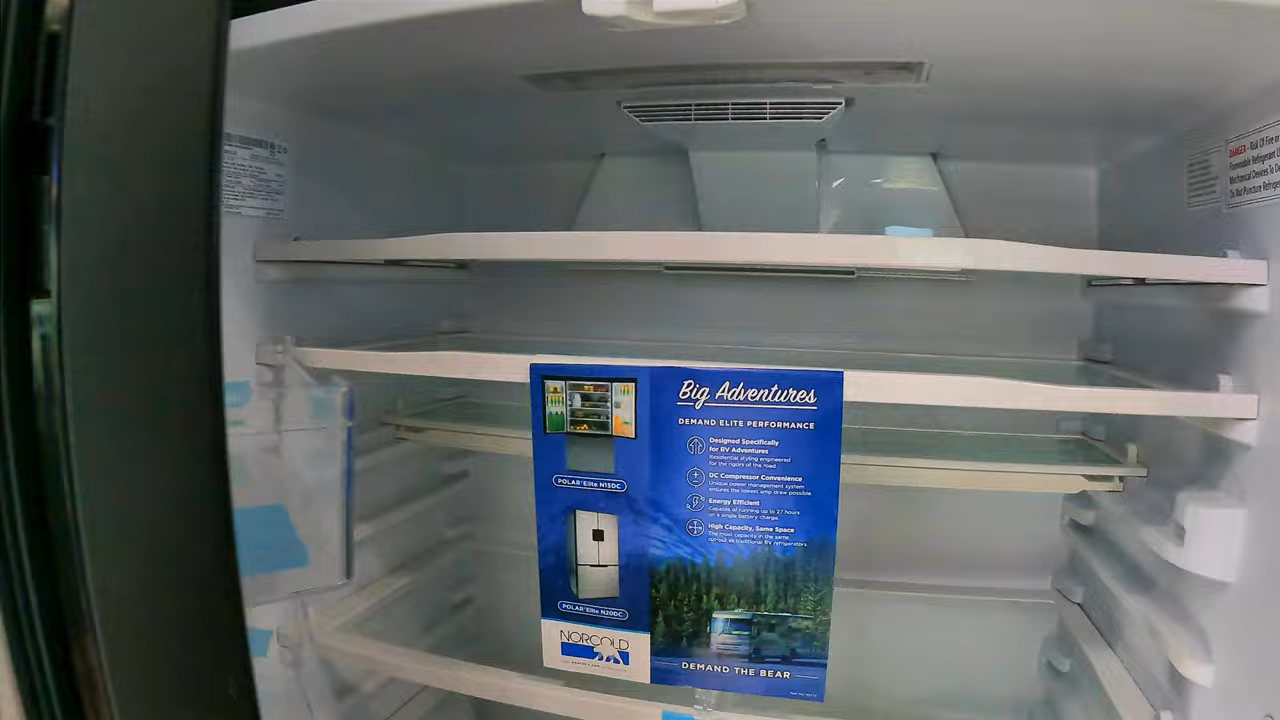 DANGER - Risk Of Fire or
Flammable Refrigerant U
Mechanical Devices To De
Do Not Puncture Refriger
Big Adventures
DEMAND ELITE PERFORMANCE
Designed Specifically
for RV Adventures
Residential styling engineered
for the rigors of the road
DC Compressor Convenience
Unique power management system
ensures the lowest amp draw possible
Energy Efficient
Capable of running up to 27 hours
on a single battery charge
High Capacity, Same Space
The most capacity in the same
cut-out as traditional RV refrigerators
POLAR Elite N15DC
POLAR Elite N20DC
NORCOLD
DEMAND THE BEAR